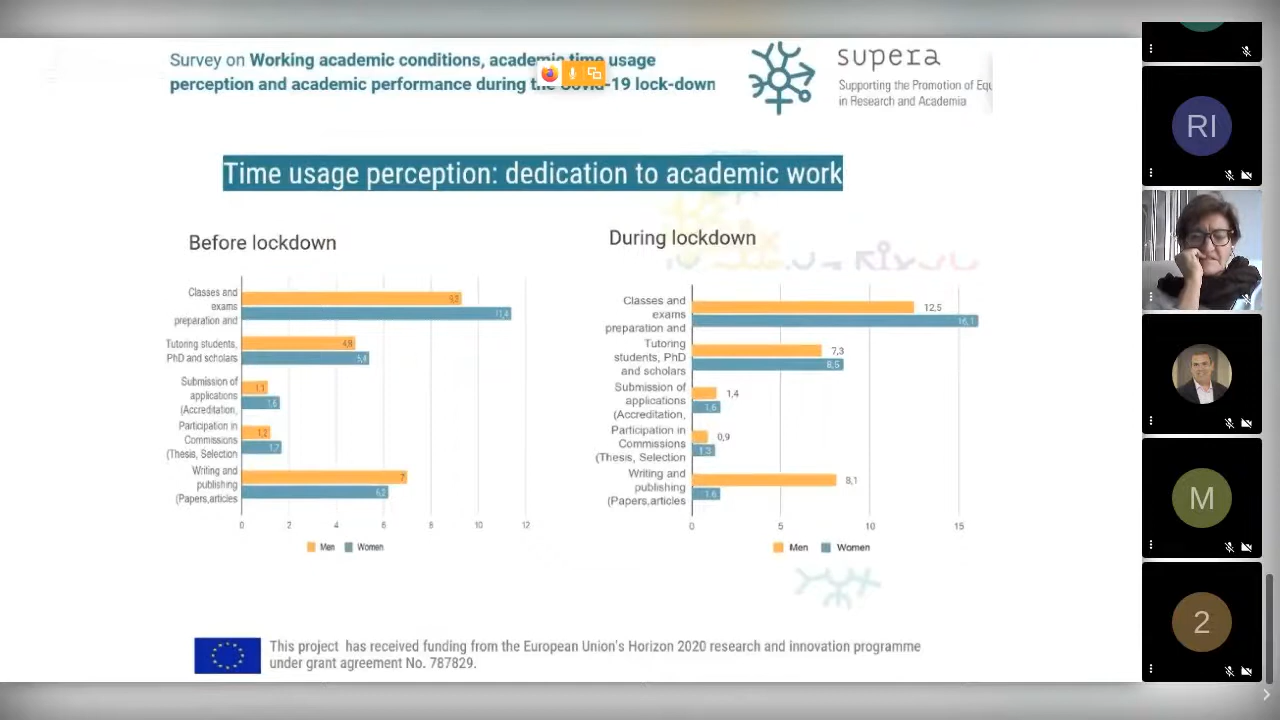 Survey on Working academic conditions, academic time usage
perception and academic performance during the Covid-19 lock-down
supera
Supporting the Promotion of Equ
in Research and Academia
Time usage perception: dedication to academic work
Before lockdown
Classes and
exams
preparation and
Tutoring students,
PhD and scholars
Submission of
applications
(Accreditation,
Participation in
Commissions
(Thesis, Selection
Writing and
publishing
(Papers,articles
9,3
11,4
4,8
5,4
1,1
1,6
1,2
1,7
7
6,2
0 2 4 6 8 10 12
Men Women
During lockdown
Classes and
exams
preparation and
Tutoring
students, PhD
and scholars
Submission of
applications
(Accreditation,
Participation in
Commissions
(Thesis, Selection
Writing and
publishing
(Papers,articles
12,5
16,1
7,3
8,5
1,4
1,6
0,9
1,3
8,1
1,6
0 5 10 15
Men Women
This project has received funding from the European Union's Horizon 2020 research and innovation programme
under grant agreement No. 787829.
RI
M
2